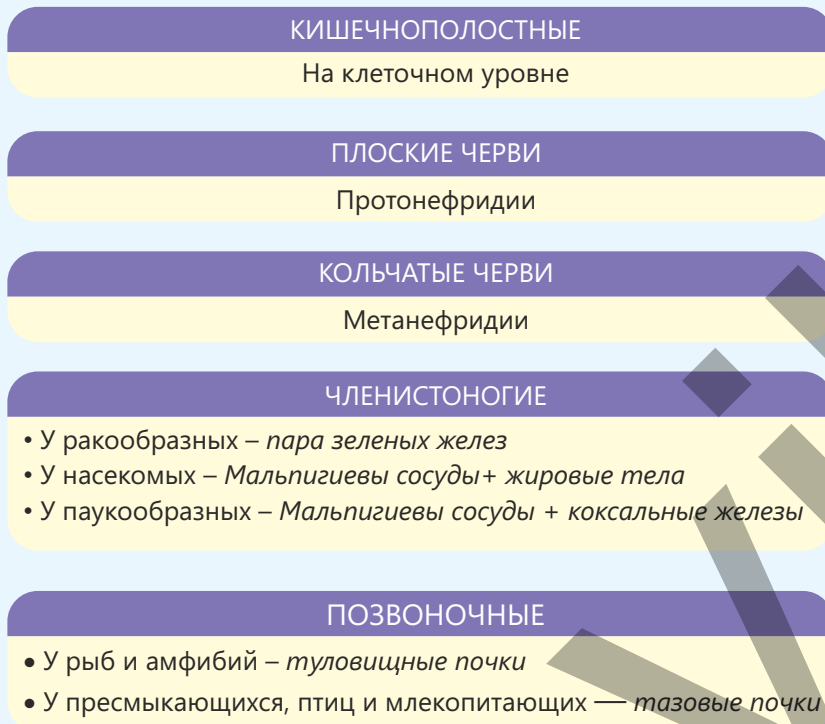 КИШЕЧНОПОЛОСТНЫЕ
На клеточном уровне
ПЛОСКИЕ ЧЕРВИ
Протонефридии
КОЛЬЧАТЫЕ ЧЕРВИ
Метанефридии
ЧЛЕНИСТОНОГИЕ
• У ракообразных – пара зеленых желез
• У насекомых – Мальпигиевы сосуды+ жировые тела
• У паукообразных – Мальпигиевы сосуды + коксальные железы
ПОЗВОНОЧНЫЕ
• У рыб и амфибий – туловищные почки
• У пресмыкающихся, птиц и млекопитающих — тазовые почки